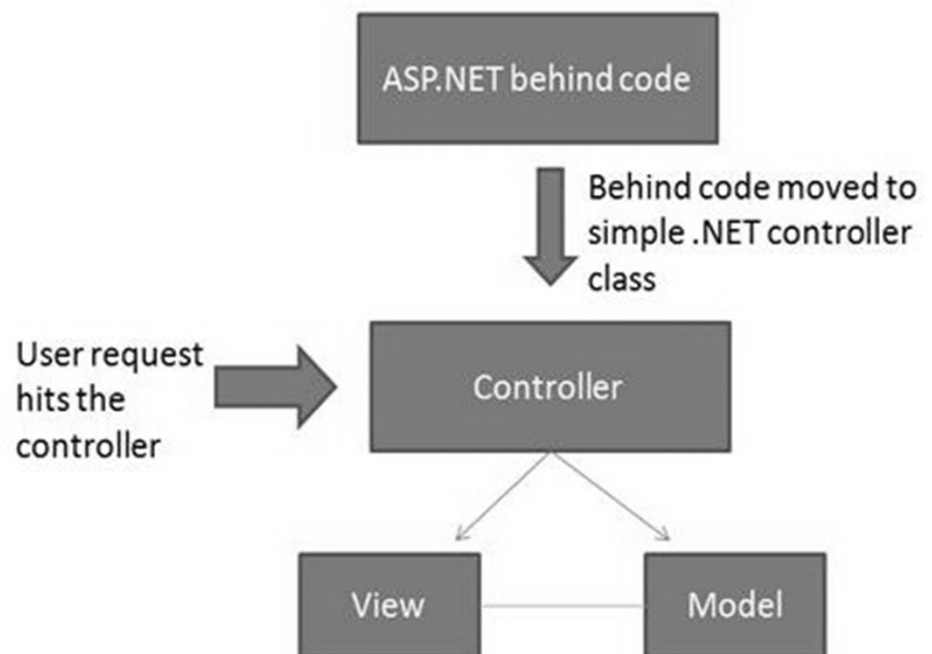 ASP.NET behind code
Behind code moved to
simple .NET controller
class
User request
hits the
controller
Controller
View
Model